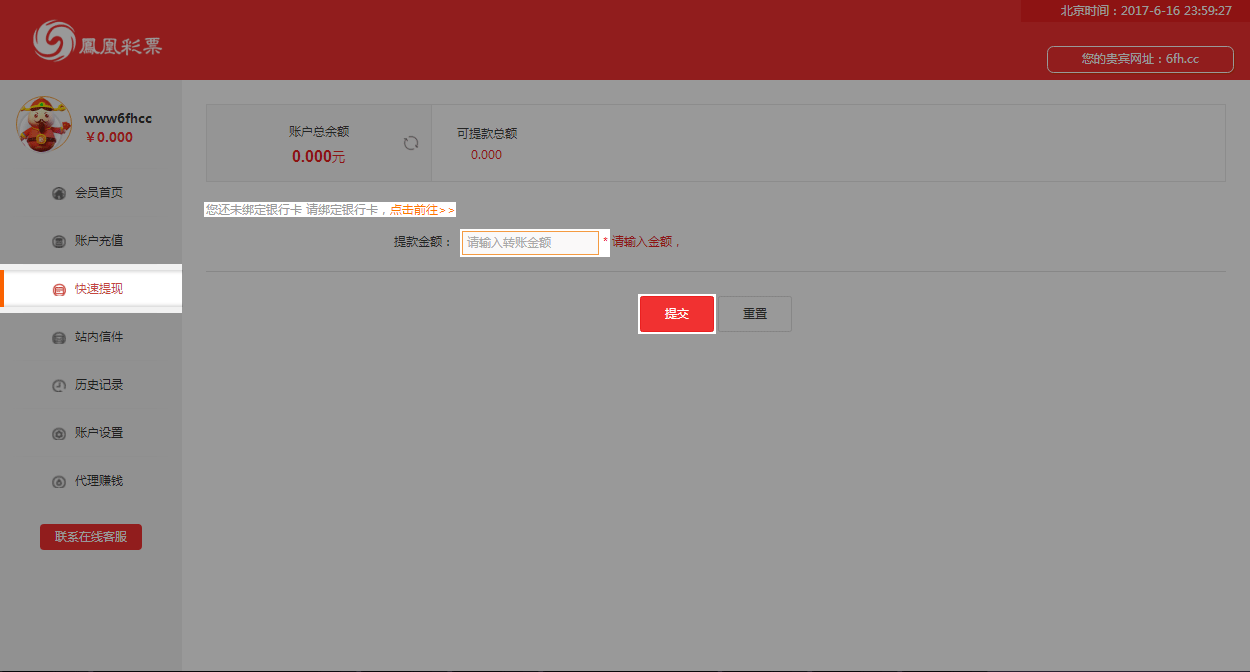 北京时间：2017-6-16 23:59:27
鳳凰彩票
您的贵宾网址：6fh.cc
www6fhcc
￥0.000
会员首页
账户充值
快速提现
站内信件
历史记录
账户设置
代理赚钱
联系在线客服
账户总余额
0.000元
可提款总额
0.000
您还未绑定银行卡 请绑定银行卡，点击前往>>
提款金额： 请输入转账金额 * 请输入金额，
提交 重置